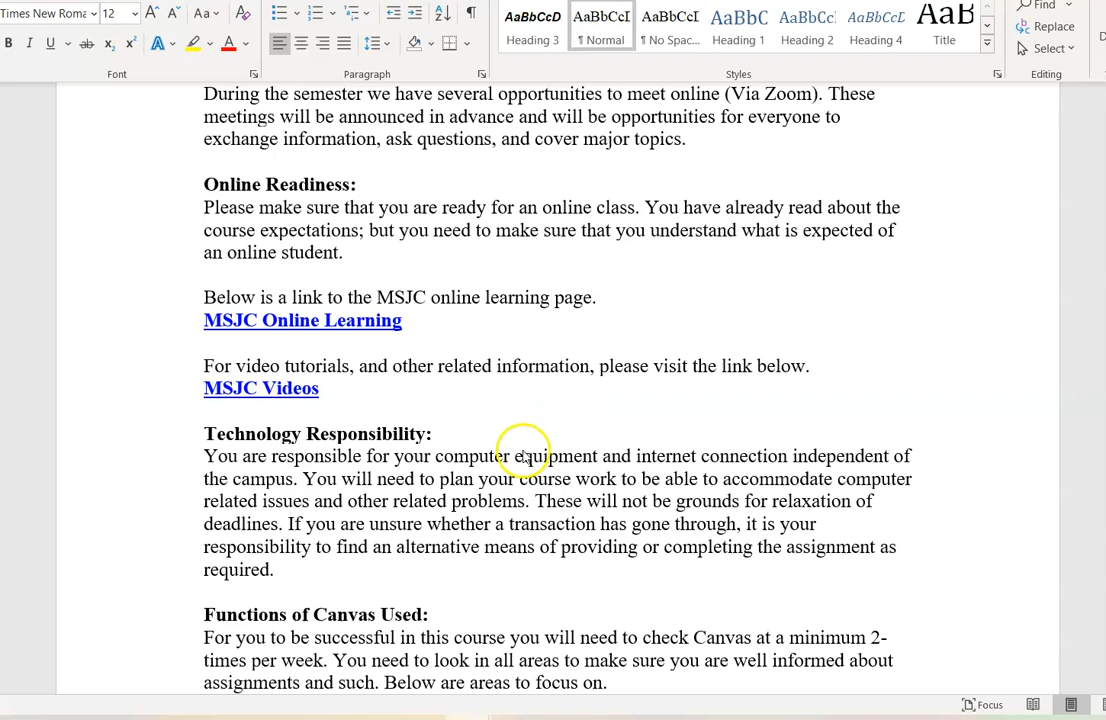 Times New Roma 12 Aa Find
AaBbCcD AaBbCcI AaBbCcI AaBbC AaBbCc AaBbCcD AaB Replace
B I U ab x₂ x² A A Heading 3 ¶ Normal ¶ No Spac... Heading 1 Heading 2 Heading 4 Title Select
Font Paragraph Styles Editing
During the semester we have several opportunities to meet online (Via Zoom). These
meetings will be announced in advance and will be opportunities for everyone to
exchange information, ask questions, and cover major topics.
Online Readiness:
Please make sure that you are ready for an online class. You have already read about the
course expectations; but you need to make sure that you understand what is expected of
an online student.
Below is a link to the MSJC online learning page.
MSJC Online Learning
For video tutorials, and other related information, please visit the link below.
MSJC Videos
Technology Responsibility:
You are responsible for your computer equipment and internet connection independent of
the campus. You will need to plan your course work to be able to accommodate computer
related issues and other related problems. These will not be grounds for relaxation of
deadlines. If you are unsure whether a transaction has gone through, it is your
responsibility to find an alternative means of providing or completing the assignment as
required.
Functions of Canvas Used:
For you to be successful in this course you will need to check Canvas at a minimum 2-
times per week. You need to look in all areas to make sure you are well informed about
assignments and such. Below are areas to focus on.
Focus